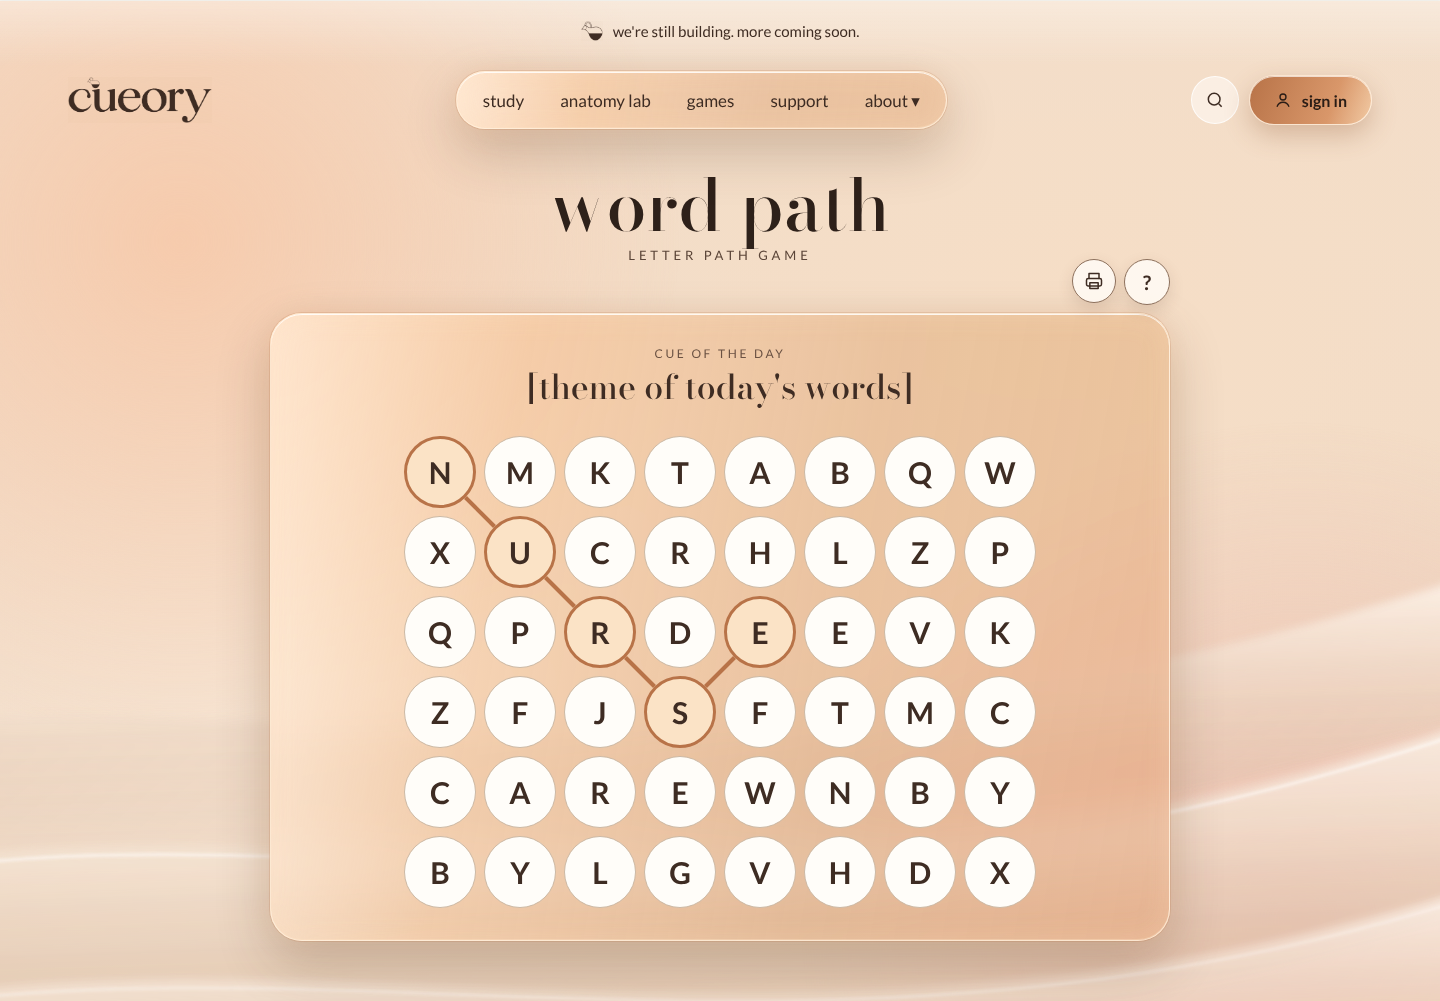 we're still building. more coming soon.
cueory
study anatomy lab games support about ▾
sign in
word path
LETTER PATH GAME
?
CUE OF THE DAY
[theme of today's words]
N M K T A B Q W
X U C R H L Z P
Q P R D E E V K
Z F J S F T M C
C A R E W N B Y
B Y L G V H D X